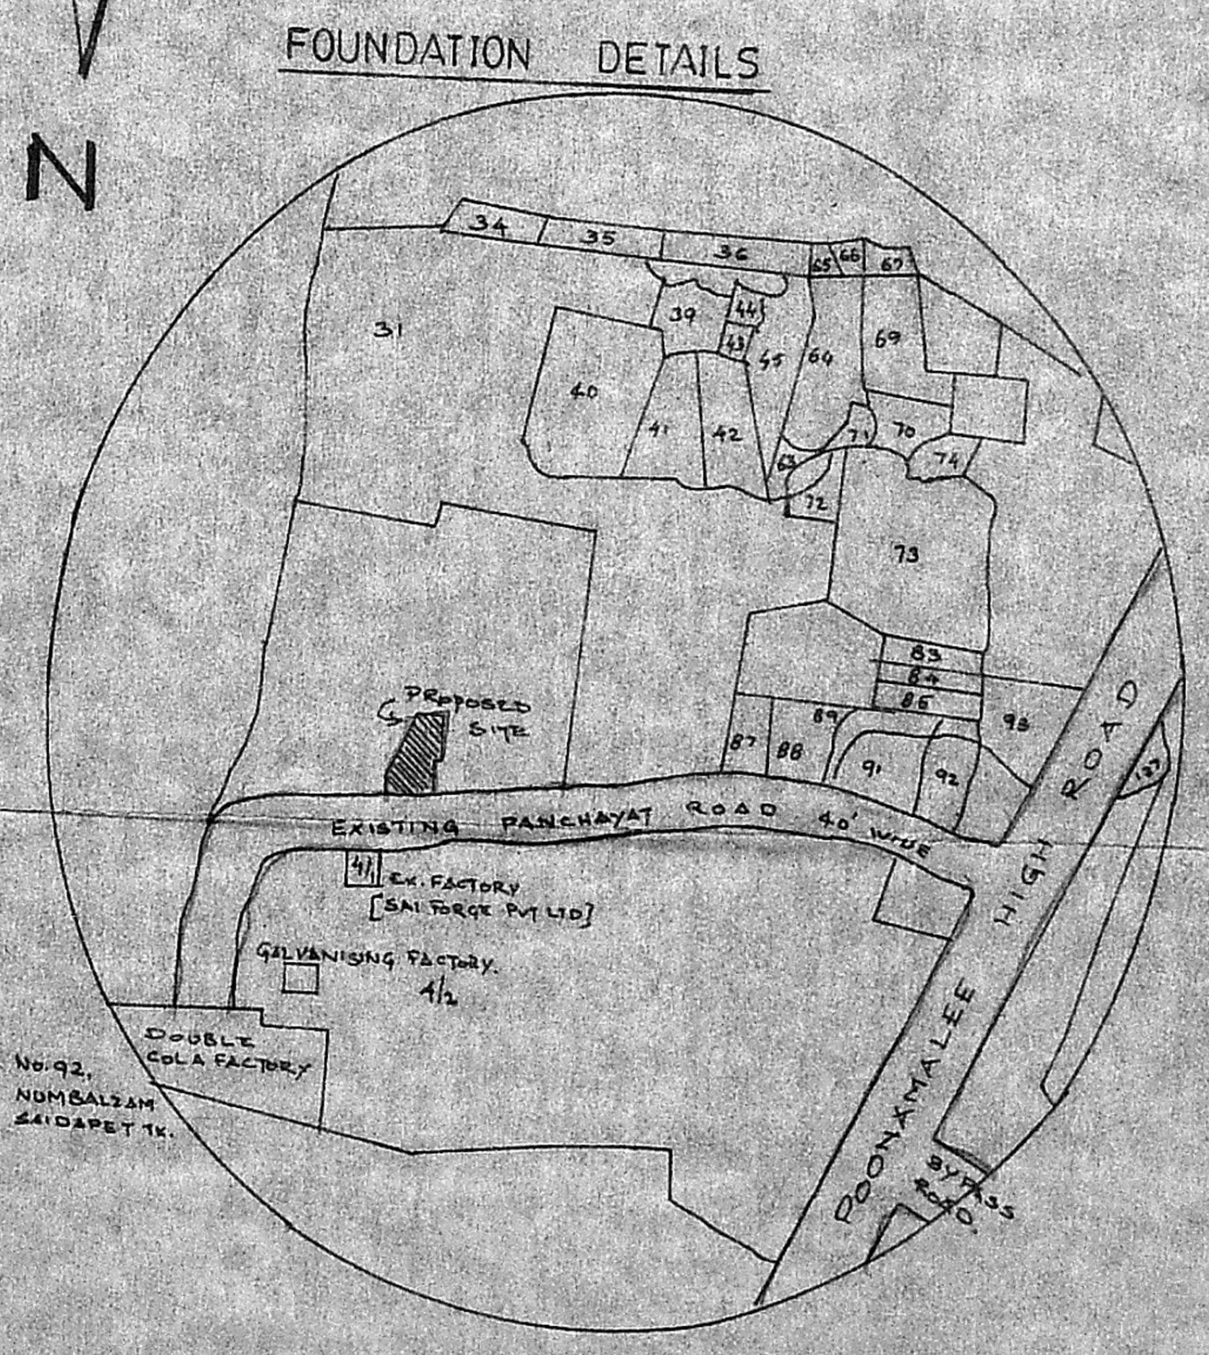 FOUNDATION DETAILS
N
34
35
36
65
66
67
31
39
44
43
45
64
69
40
41
42
63
71
70
74
72
73
83
84
86
93
PROPOSED
SITE
87
88
89
91
92
EXISTING PANCHAYAT ROAD 40' WIDE
POONAMALEE HIGH ROAD
41
EX. FACTORY
[SAI FORGE PVT LTD]
GALVANISING FACTORY.
4/2
DOUBLE
COLA FACTORY
No. 92,
NUMBALZAM
SAIDAPET TK.
BYPASS
ROAD.